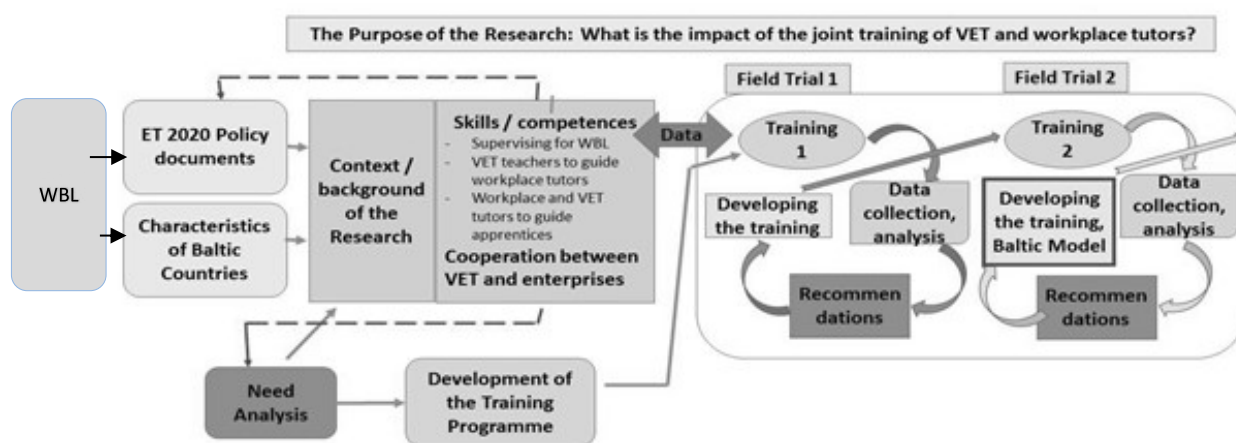 The Purpose of the Research: What is the impact of the joint training of VET and workplace tutors?
WBL
ET 2020 Policy
documents
Characteristics
of Baltic
Countries
Context /
background
of the
Research
Skills / competences
- Supervising for WBL
- VET teachers to guide
workplace tutors
- Workplace and VET
tutors to guide
apprentices
Cooperation between
VET and enterprises
Need
Analysis
Development of
the Training
Programme
Data
Field Trial 1
Training
1
Data
collection,
analysis
Recommen
dations
Developing
the training
Field Trial 2
Training
2
Data
collection,
analysis
Recommen
dations
Developing
the training,
Baltic Model